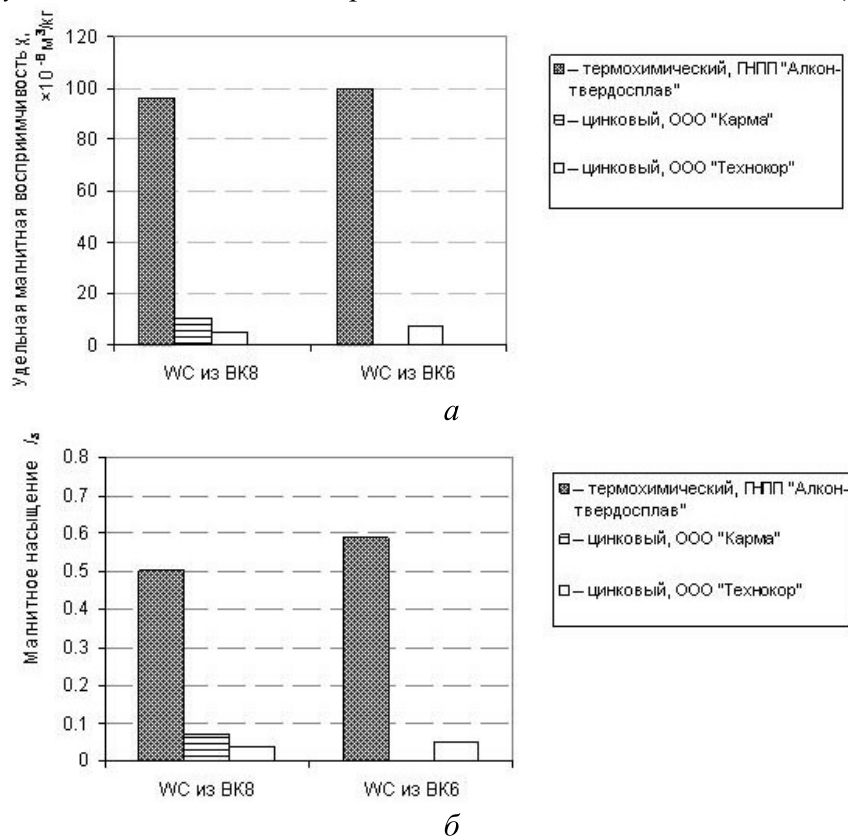 Удельная магнитная восприимчивость χ,
×10⁻⁸ м³/кг
120
100
80
60
40
20
0
WC из ВК8
WC из ВК6
– термохимический, ГНПП "Алкон-
твердосплав"
– цинковый, ООО "Карма"
– цинковый, ООО "Технокор"
а
Магнитное насыщение Iₛ
0.8
0.7
0.6
0.5
0.4
0.3
0.2
0.1
0
WC из ВК8
WC из ВК6
– термохимический, ГНПП "Алкон-
твердосплав"
– цинковый, ООО "Карма"
– цинковый, ООО "Технокор"
б